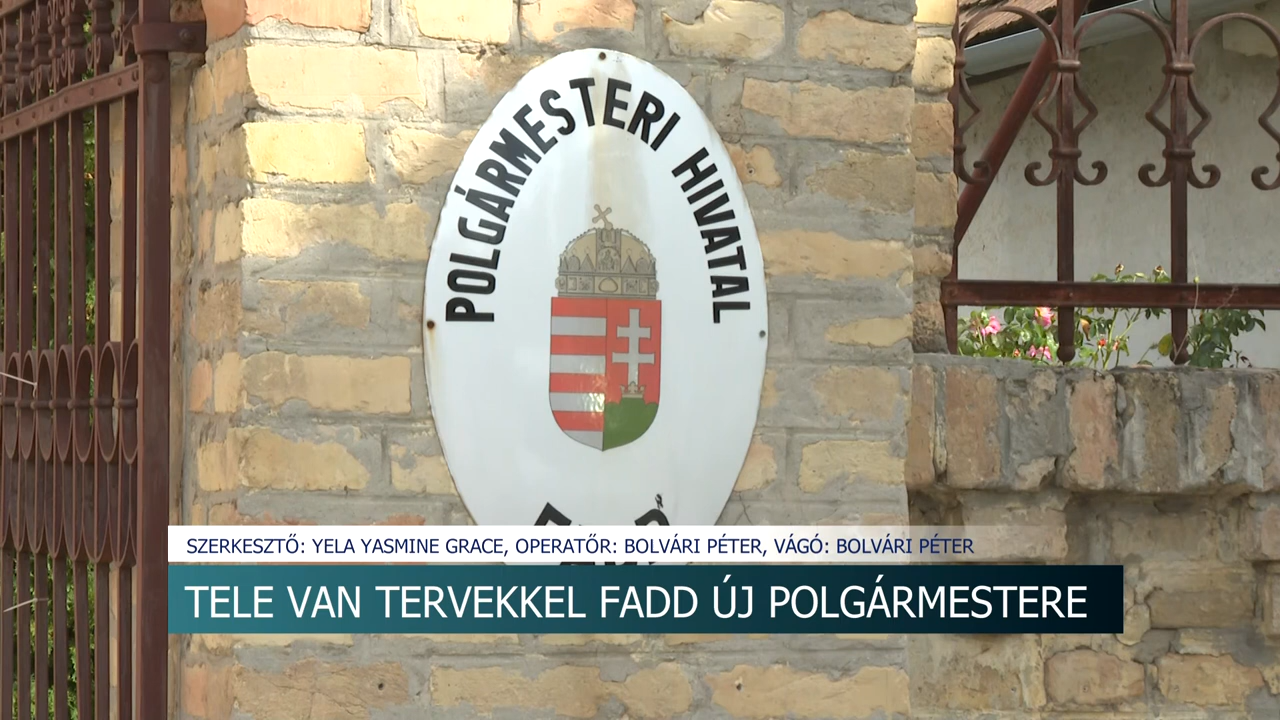 POLGÁRMESTERI HIVATAL
SZERKESZTŐ: YELA YASMINE GRACE, OPERATŐR: BOLVÁRI PÉTER, VÁGÓ: BOLVÁRI PÉTER
TELE VAN TERVEKKEL FADD ÚJ POLGÁRMESTERE